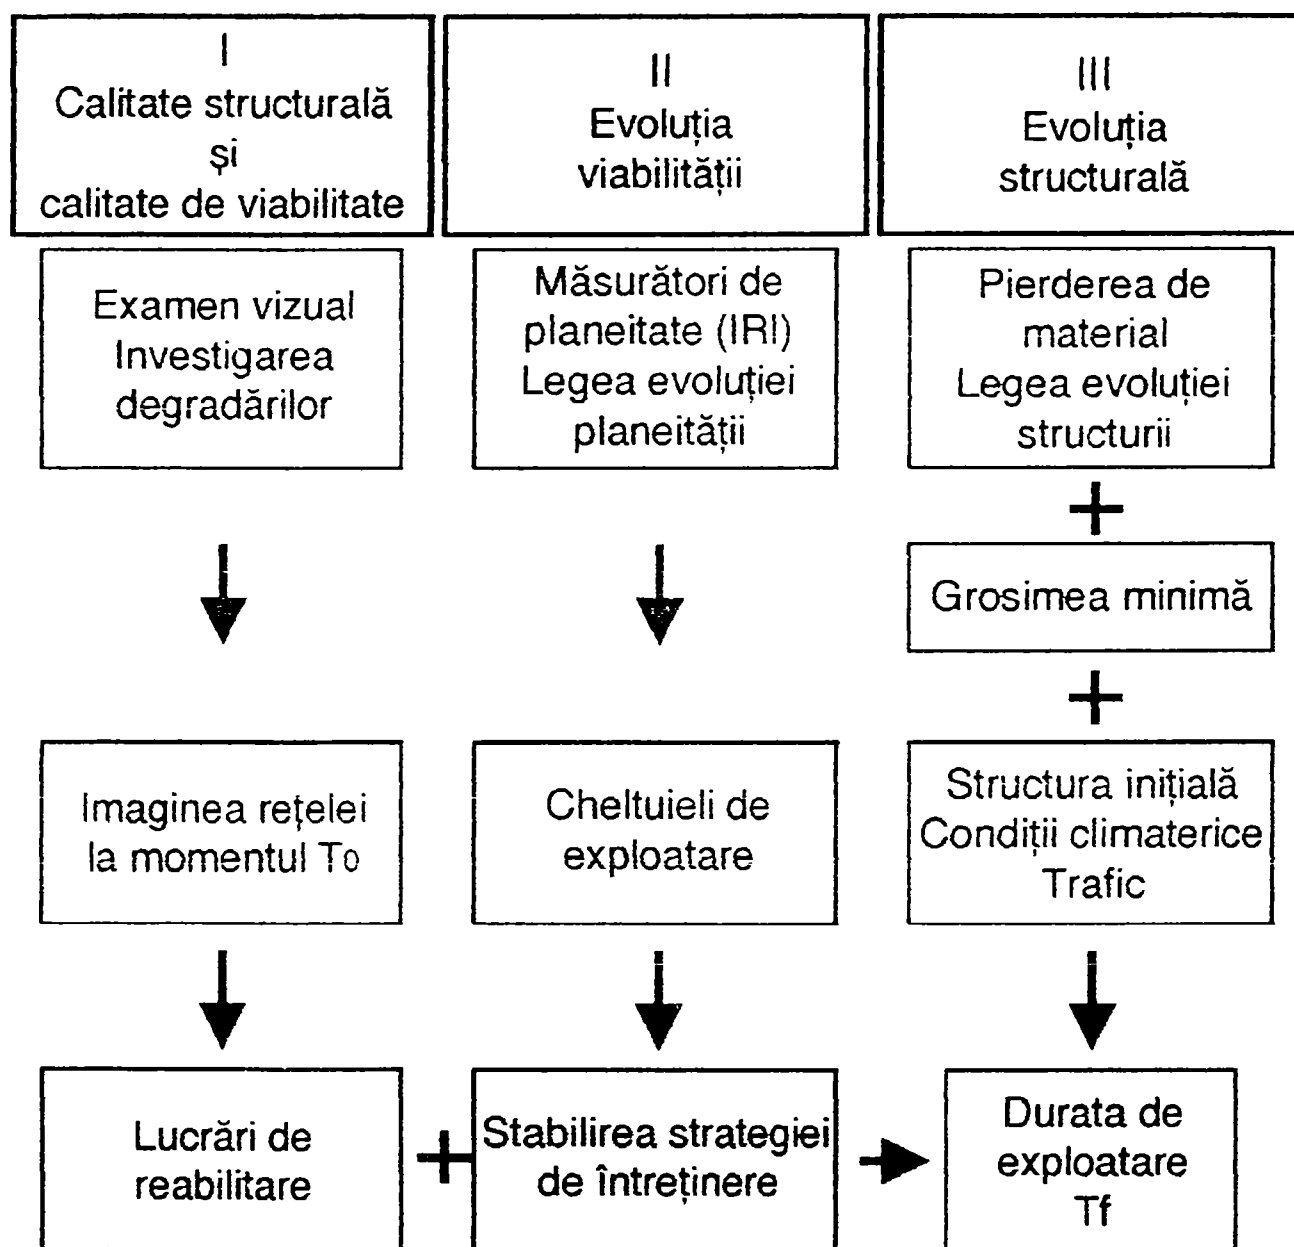 I
Calitate structurală
și
calitate de viabilitate
II
Evoluția
viabilității
III
Evoluția
structurală
Examen vizual
Investigarea
degradărilor
Măsurători de
planeitate (IRI)
Legea evoluției
planeității
Pierderea de
material
Legea evoluției
structurii
+
Grosimea minimă
+
Imaginea rețelei
la momentul T0
Cheltuieli de
exploatare
Structura inițială
Condiții climaterice
Trafic
Lucrări de
reabilitare
+
Stabilirea strategiei
de întreținere
Durata de
exploatare
Tf